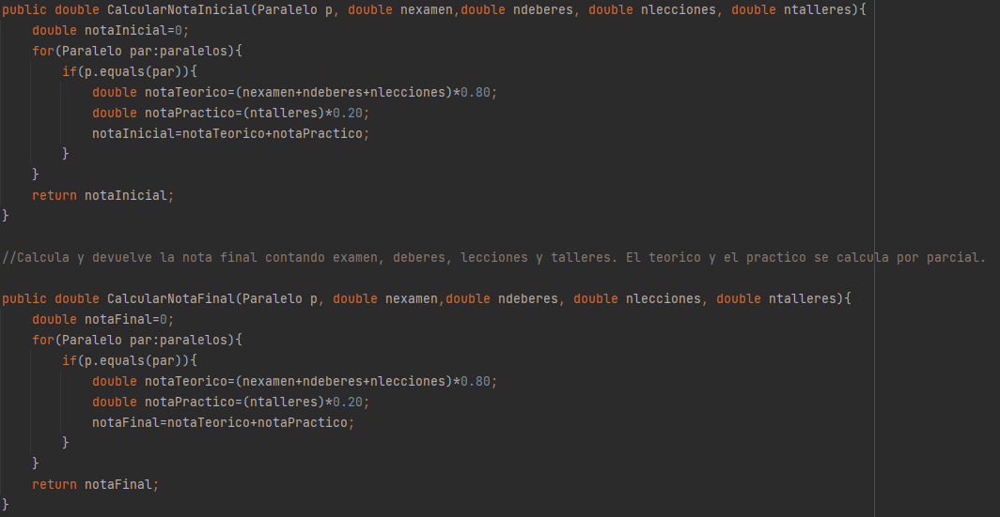 public double CalcularNotaInicial(Paralelo p, double nexamen,double ndeberes, double nlecciones, double ntalleres){
    double notaInicial=0;
    for(Paralelo par:paralelos){
        if(p.equals(par)){
            double notaTeorico=(nexamen+ndeberes+nlecciones)*0.80;
            double notaPractico=(ntalleres)*0.20;
            notaInicial=notaTeorico+notaPractico;
        }
    }
    return notaInicial;
}

//Calcula y devuelve la nota final contando examen, deberes, lecciones y talleres. El teorico y el practico se calcula por parcial.

public double CalcularNotaFinal(Paralelo p, double nexamen,double ndeberes, double nlecciones, double ntalleres){
    double notaFinal=0;
    for(Paralelo par:paralelos){
        if(p.equals(par)){
            double notaTeorico=(nexamen+ndeberes+nlecciones)*0.80;
            double notaPractico=(ntalleres)*0.20;
            notaFinal=notaTeorico+notaPractico;
        }
    }
    return notaFinal;
}